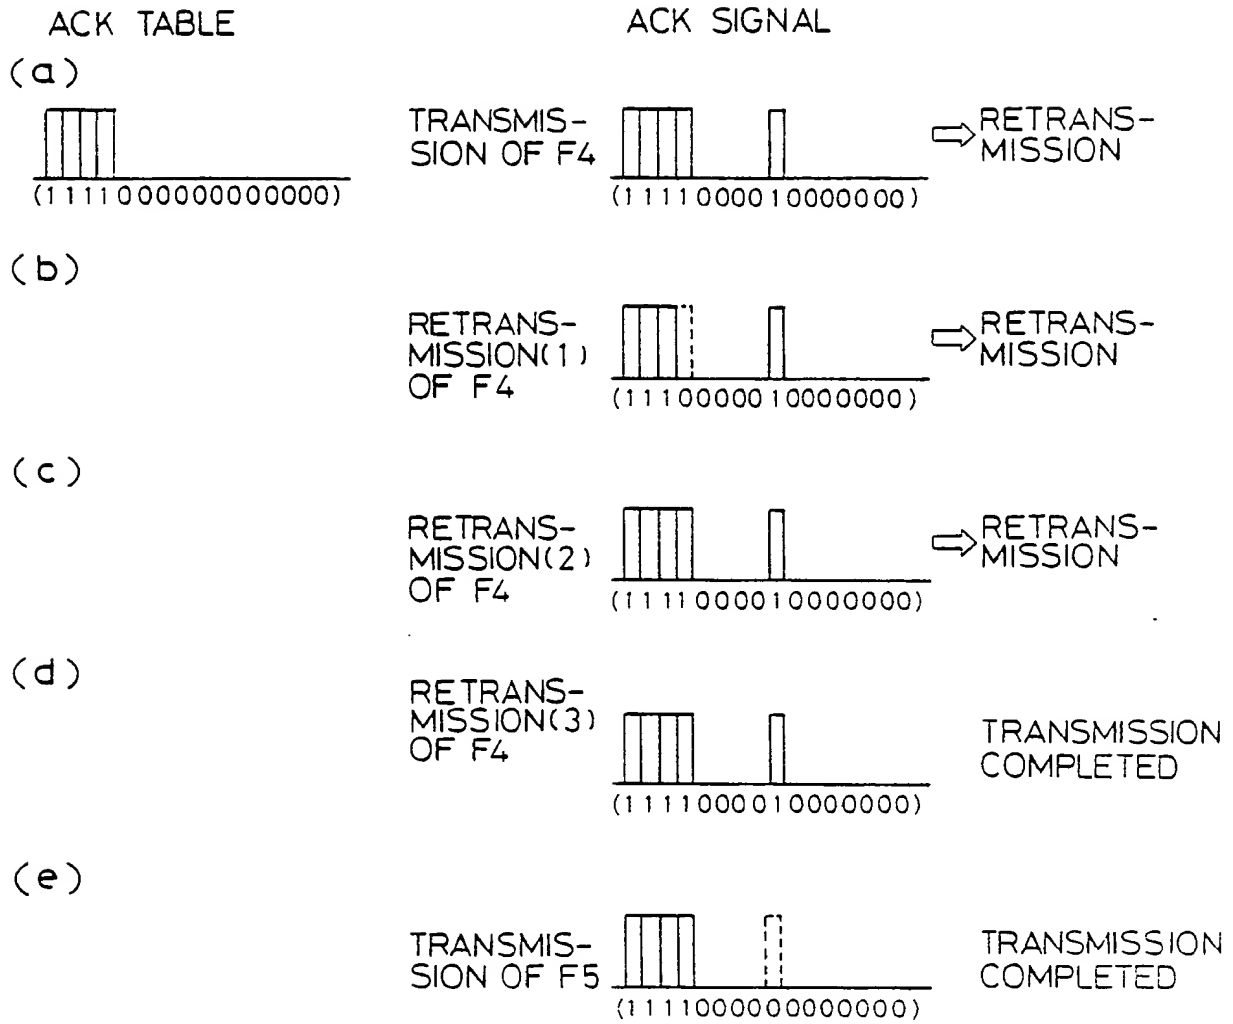 ACK TABLE
ACK SIGNAL
(a)
TRANSMIS-
SION OF F4
RETRANS-
MISSION
(1111000000000000)
(1111000010000000)
(b)
RETRANS-
MISSION(1)
OF F4
RETRANS-
MISSION
(1110000010000000)
(c)
RETRANS-
MISSION(2)
OF F4
RETRANS-
MISSION
(1111000010000000)
(d)
RETRANS-
MISSION(3)
OF F4
TRANSMISSION
COMPLETED
(1111000010000000)
(e)
TRANSMIS-
SION OF F5
TRANSMISSION
COMPLETED
(1111000000000000)